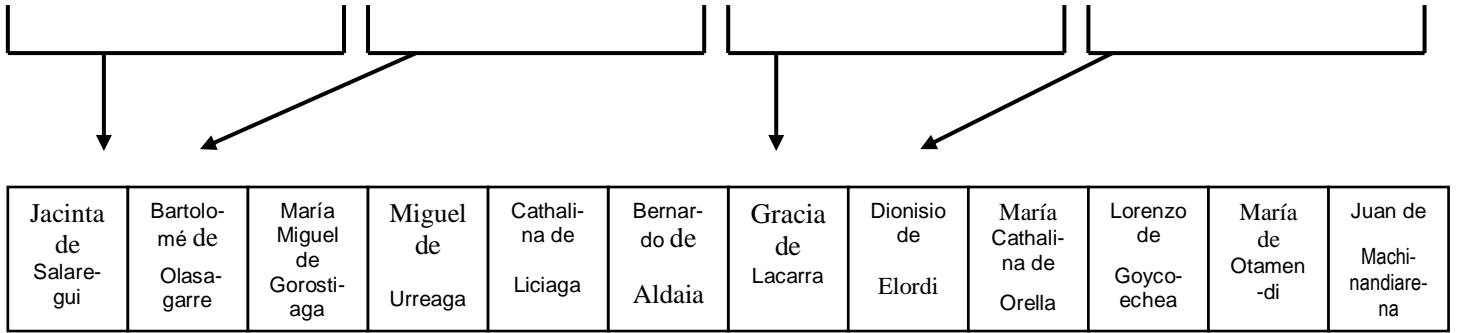 Jacinta
de
Salare-
gui
Bartolo-
mé de
Olasa-
garre
María
Miguel
de
Gorosti-
aga
Miguel
de
Urreaga
Cathali-
na de
Liciaga
Bernar-
do de
Aldaia
Gracia
de
Lacarra
Dionisio
de
Elordi
María
Cathali-
na de
Orella
Lorenzo
de
Goyco-
echea
María
de
Otamen
-di
Juan de
Machi-
nandiare-
na